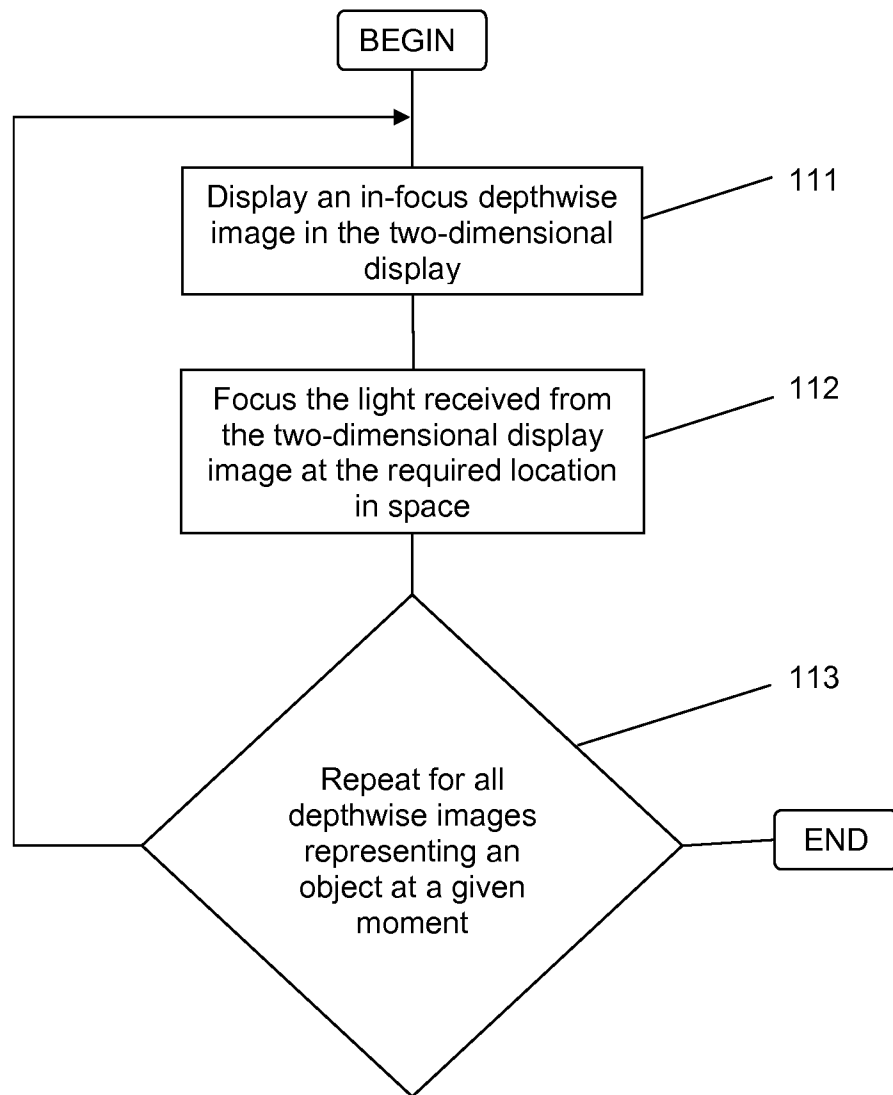 BEGIN
111
Display an in-focus depthwise
image in the two-dimensional
display
112
Focus the light received from
the two-dimensional display
image at the required location
in space
113
Repeat for all
depthwise images
representing an
object at a given
moment
END